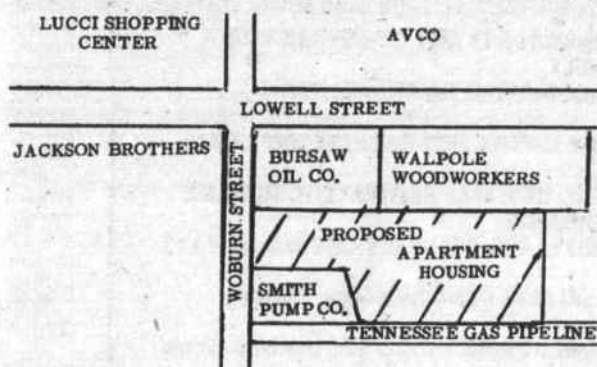 LUCCI SHOPPING
CENTER
AVCO
LOWELL STREET
JACKSON BROTHERS
WOBURN STREET
BURSAW
OIL CO.
WALPOLE
WOODWORKERS
PROPOSED
APARTMENT
HOUSING
SMITH
PUMP CO.
TENNESSEE GAS PIPELINE